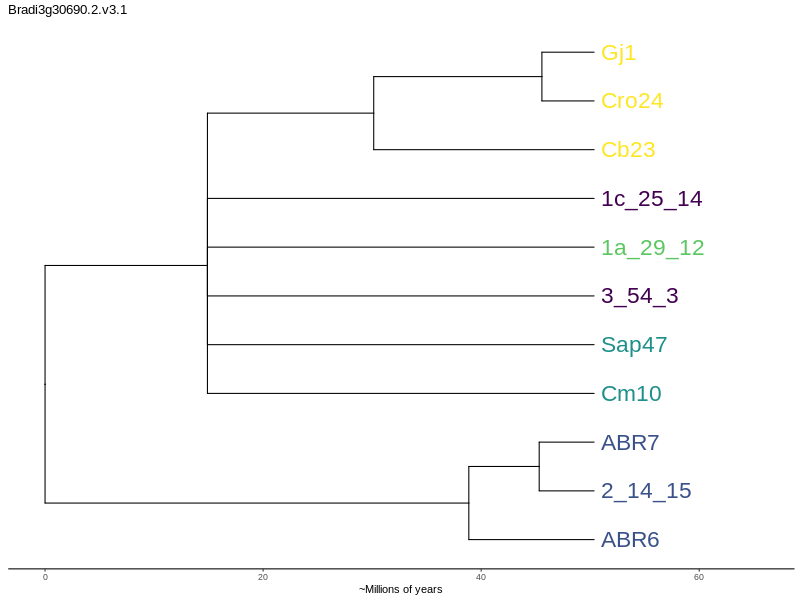 Bradi3g30690.2.v3.1
Gj1
Cro24
Cb23
1c_25_14
1a_29_12
3_54_3
Sap47
Cm10
ABR7
2_14_15
ABR6
0 20 40 60
~Millions of years